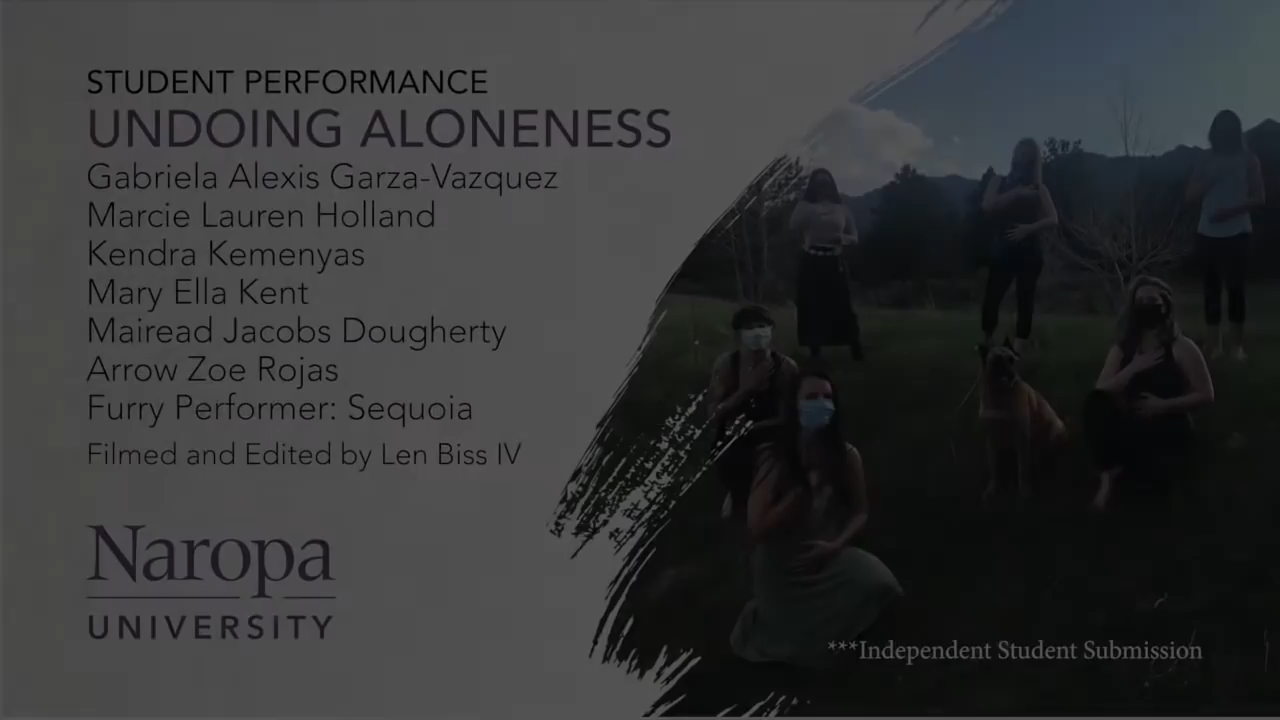 STUDENT PERFORMANCE
UNDOING ALONENESS
Gabriela Alexis Garza-Vazquez
Marcie Lauren Holland
Kendra Kemenyas
Mary Ella Kent
Mairead Jacobs Dougherty
Arrow Zoe Rojas
Furry Performer: Sequoia
Filmed and Edited by Len Biss IV
Naropa
UNIVERSITY
***Independent Student Submission